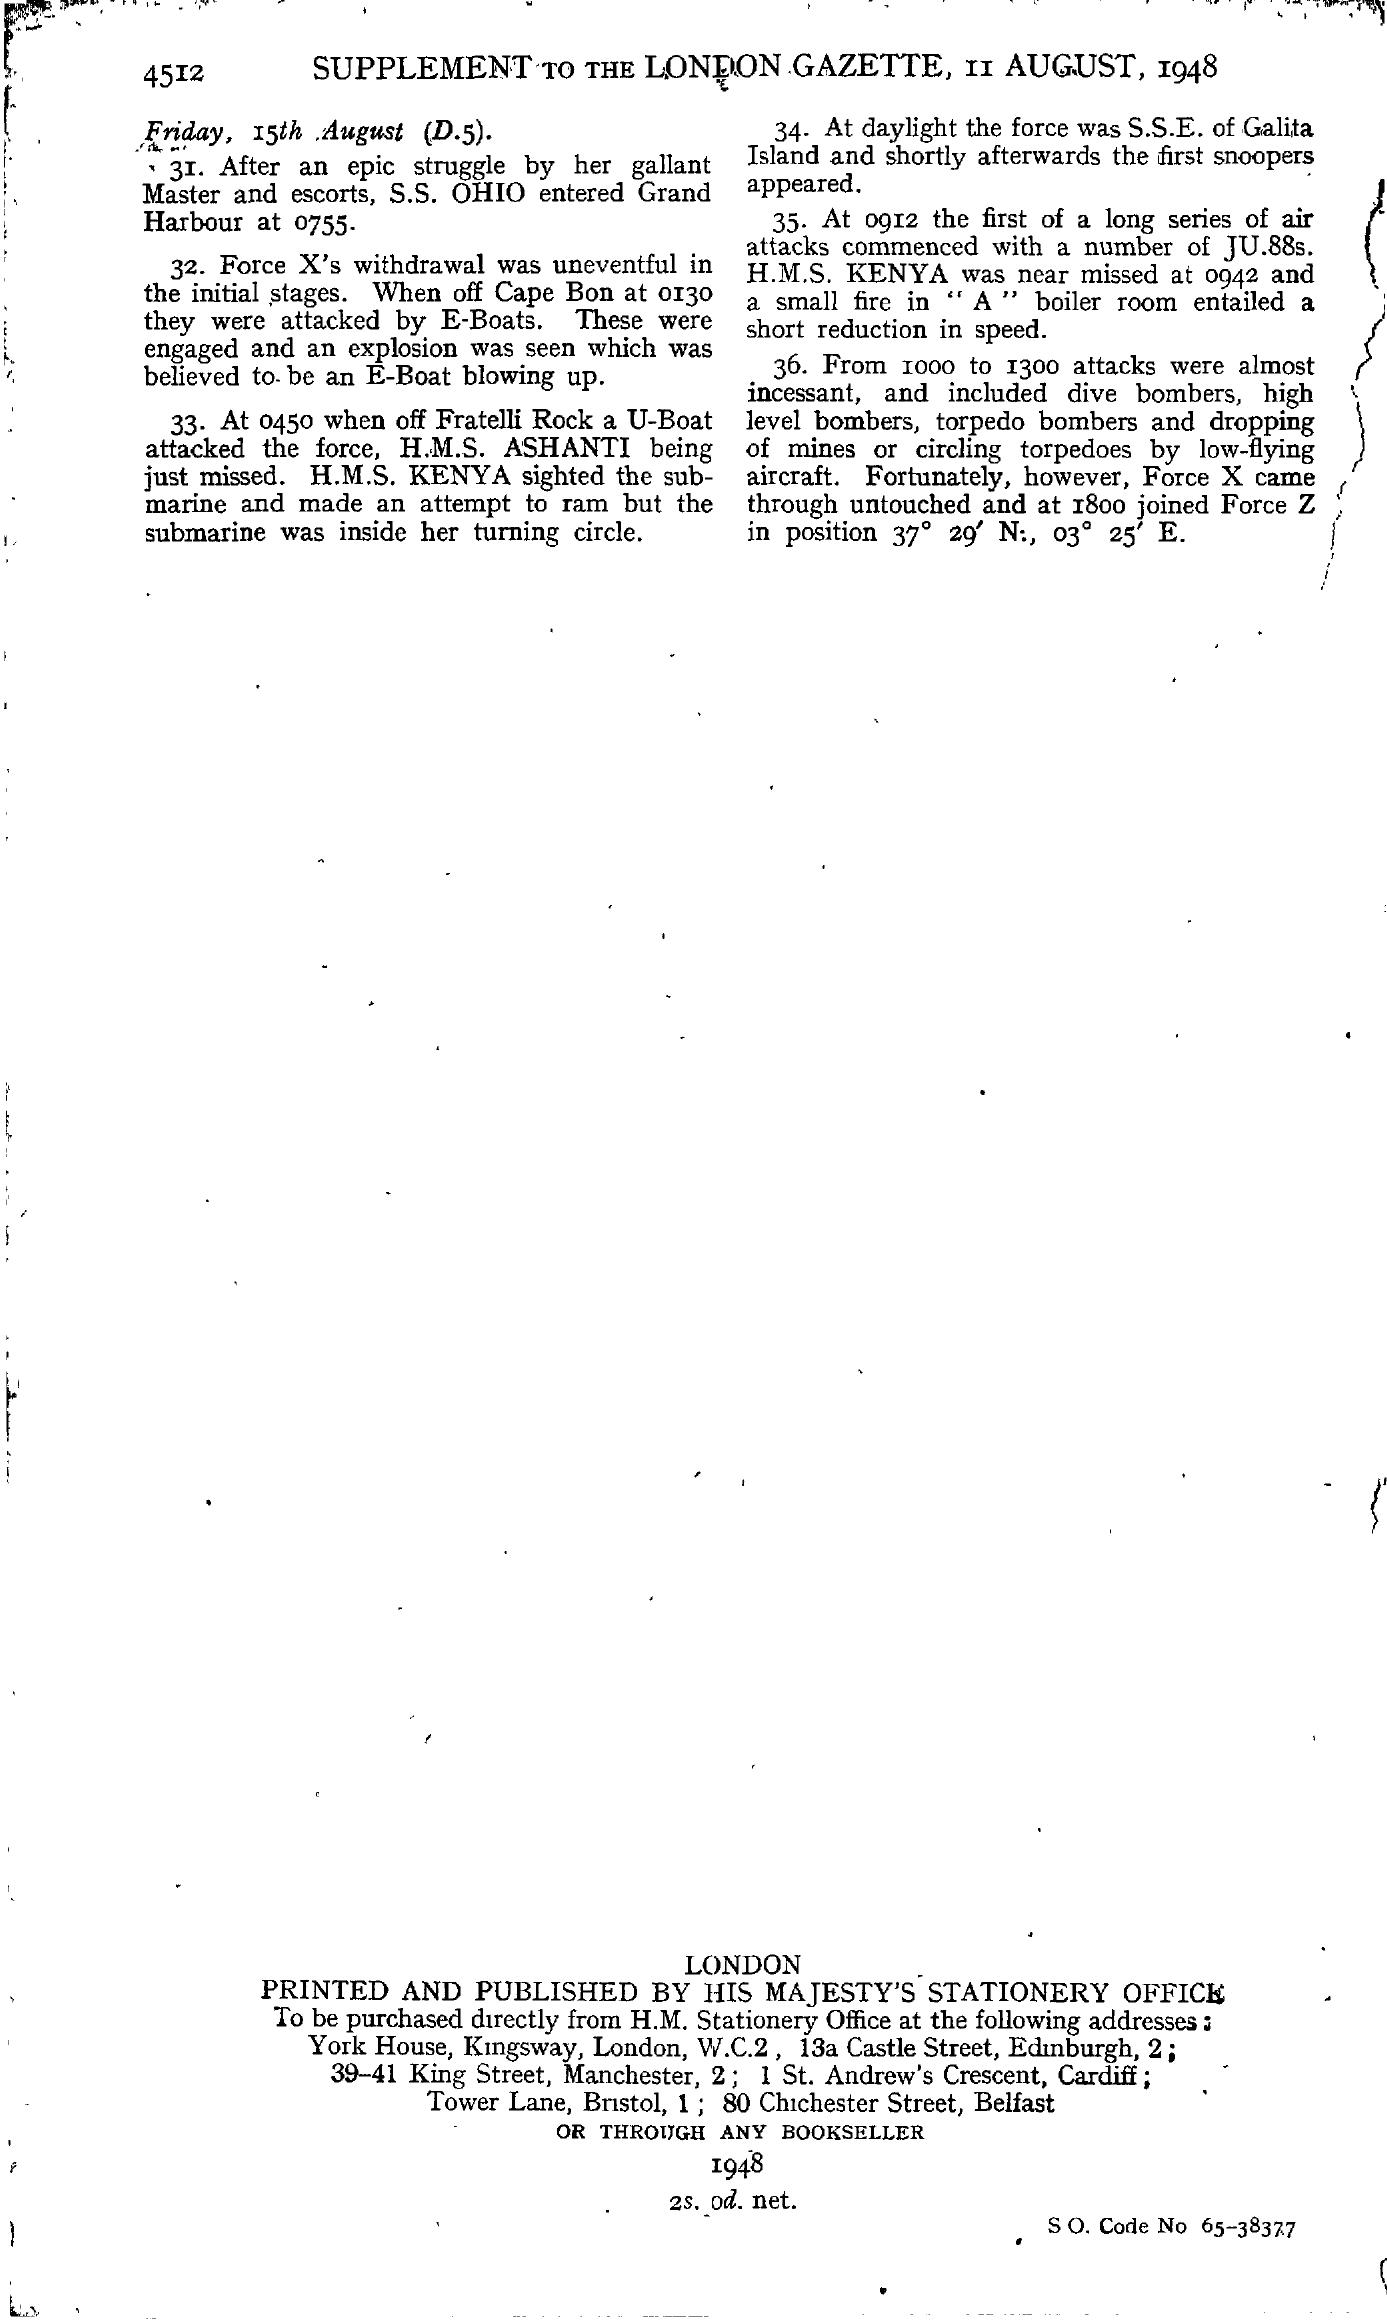 4512 SUPPLEMENT TO THE LONDON GAZETTE, 11 AUGUST, 1948
Friday, 15th August (D.5).
31. After an epic struggle by her gallant
Master and escorts, S.S. OHIO entered Grand
Harbour at 0755.
32. Force X's withdrawal was uneventful in
the initial stages. When off Cape Bon at 0130
they were attacked by E-Boats. These were
engaged and an explosion was seen which was
believed to be an E-Boat blowing up.
33. At 0450 when off Fratelli Rock a U-Boat
attacked the force, H.M.S. ASHANTI being
just missed. H.M.S. KENYA sighted the sub-
marine and made an attempt to ram but the
submarine was inside her turning circle.
34. At daylight the force was S.S.E. of Galita
Island and shortly afterwards the first snoopers
appeared.
35. At 0912 the first of a long series of air
attacks commenced with a number of JU.88s.
H.M.S. KENYA was near missed at 0942 and
a small fire in "A" boiler room entailed a
short reduction in speed.
36. From 1000 to 1300 attacks were almost
incessant, and included dive bombers, high
level bombers, torpedo bombers and dropping
of mines or circling torpedoes by low-flying
aircraft. Fortunately, however, Force X came
through untouched and at 1800 joined Force Z
in position 37° 29′ N., 03° 25′ E.
LONDON
PRINTED AND PUBLISHED BY HIS MAJESTY'S STATIONERY OFFICE
To be purchased directly from H.M. Stationery Office at the following addresses:
York House, Kingsway, London, W.C.2, 13a Castle Street, Edinburgh, 2;
39–41 King Street, Manchester, 2; 1 St. Andrew's Crescent, Cardiff;
Tower Lane, Bristol, 1; 80 Chichester Street, Belfast
OR THROUGH ANY BOOKSELLER
1948
2s. 0d. net.
S O. Code No 65–38377